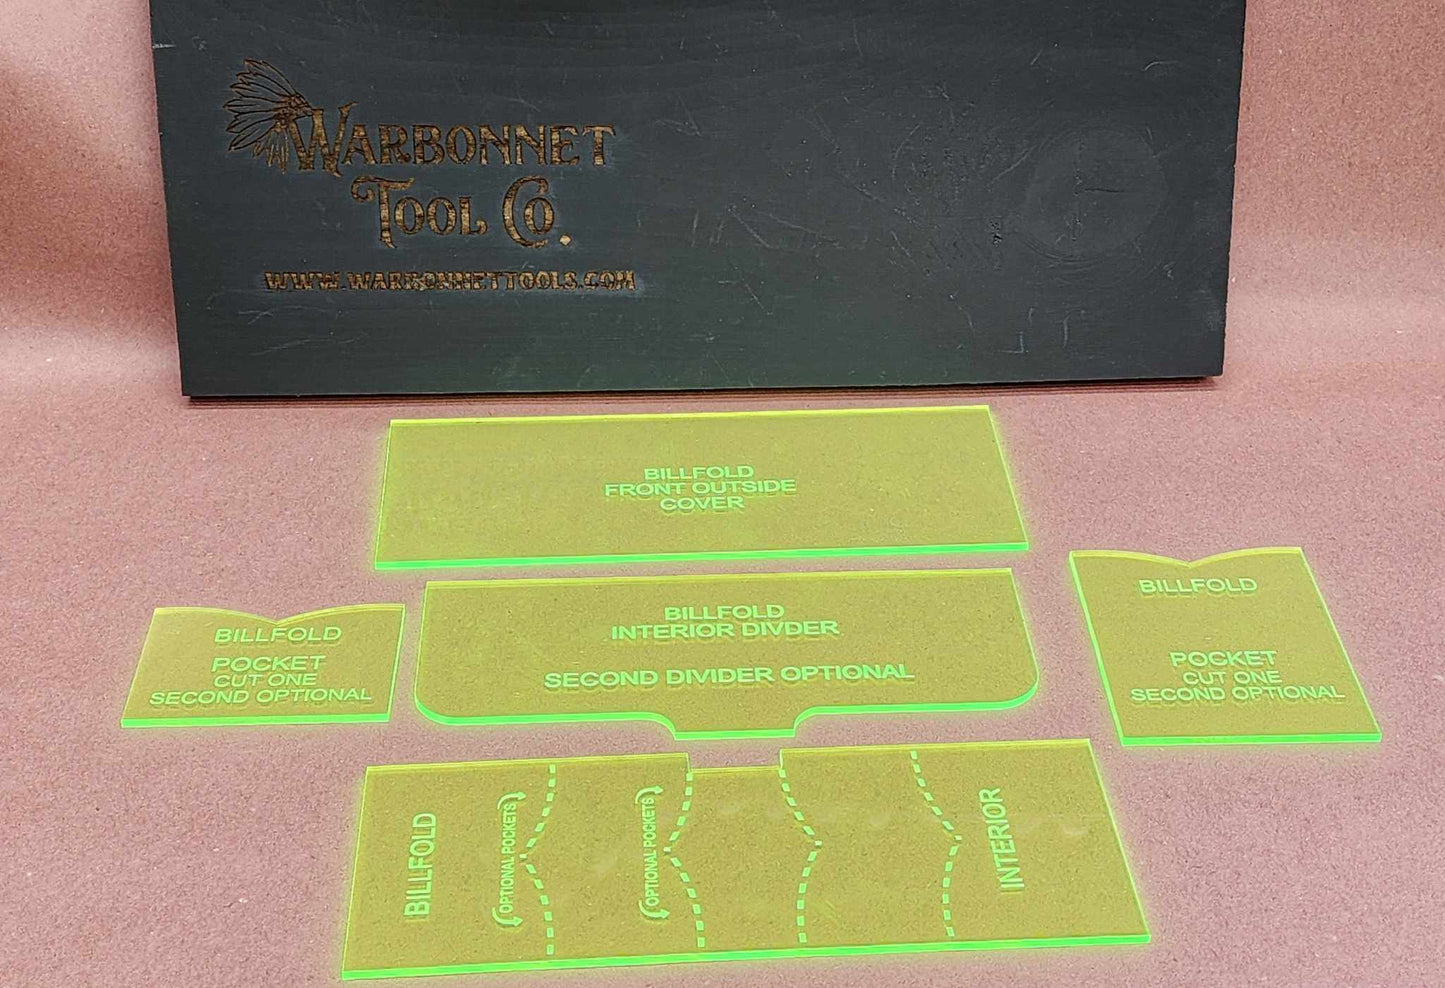 WARBONNET
TOOL CO.
WWW.WARBONNETTOOLS.COM
BILLFOLD
FRONT OUTSIDE
COVER
BILLFOLD
POCKET
CUT ONE
SECOND OPTIONAL
BILLFOLD
INTERIOR DIVDER
SECOND DIVIDER OPTIONAL
BILLFOLD
POCKET
CUT ONE
SECOND OPTIONAL
BILLFOLD
OPTIONAL POCKETS
OPTIONAL POCKETS
INTERIOR